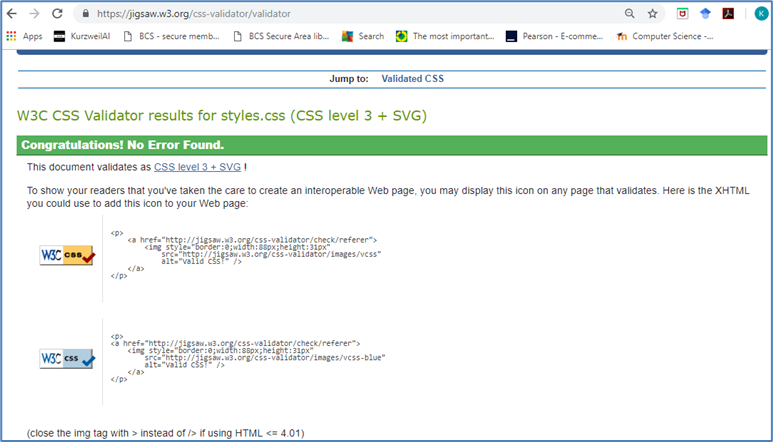 https://jigsaw.w3.org/css-validator/validator
K
Apps KurzweilAI BCS - secure memb... BCS Secure Area lib... Search The most important... Pearson - E-comme... Computer Science -...
Jump to: Validated CSS
W3C CSS Validator results for styles.css (CSS level 3 + SVG)
Congratulations! No Error Found.
This document validates as CSS level 3 + SVG !
To show your readers that you've taken the care to create an interoperable Web page, you may display this icon on any page that validates. Here is the XHTML
you could use to add this icon to your Web page:
W3C css
<p>
<a href="http://jigsaw.w3.org/css-validator/check/referer">
<img style="border:0;width:88px;height:31px"
src="http://jigsaw.w3.org/css-validator/images/vcss"
alt="Valid CSS!" />
</a>
</p>
W3C css
<p>
<a href="http://jigsaw.w3.org/css-validator/check/referer">
<img style="border:0;width:88px;height:31px"
src="http://jigsaw.w3.org/css-validator/images/vcss-blue"
alt="Valid CSS!" />
</a>
</p>
(close the img tag with > instead of /> if using HTML <= 4.01)